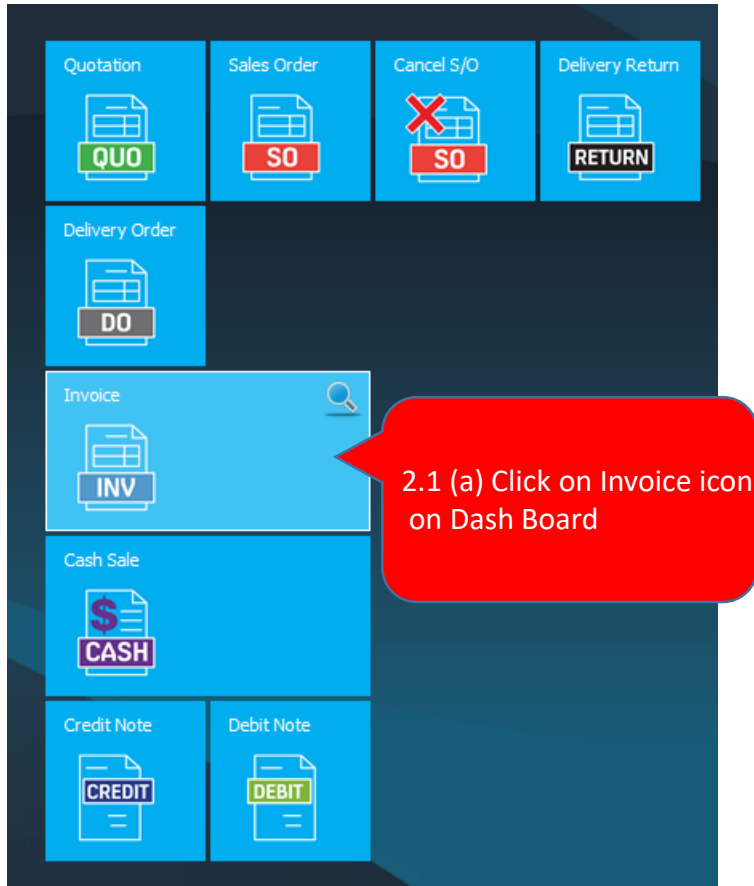 Quotation
Sales Order
Cancel S/O
Delivery Return
QUO
SO
SO
RETURN
Delivery Order
DO
Invoice
INV
2.1 (a) Click on Invoice icon
on Dash Board
Cash Sale
$
CASH
Credit Note
Debit Note
CREDIT
DEBIT